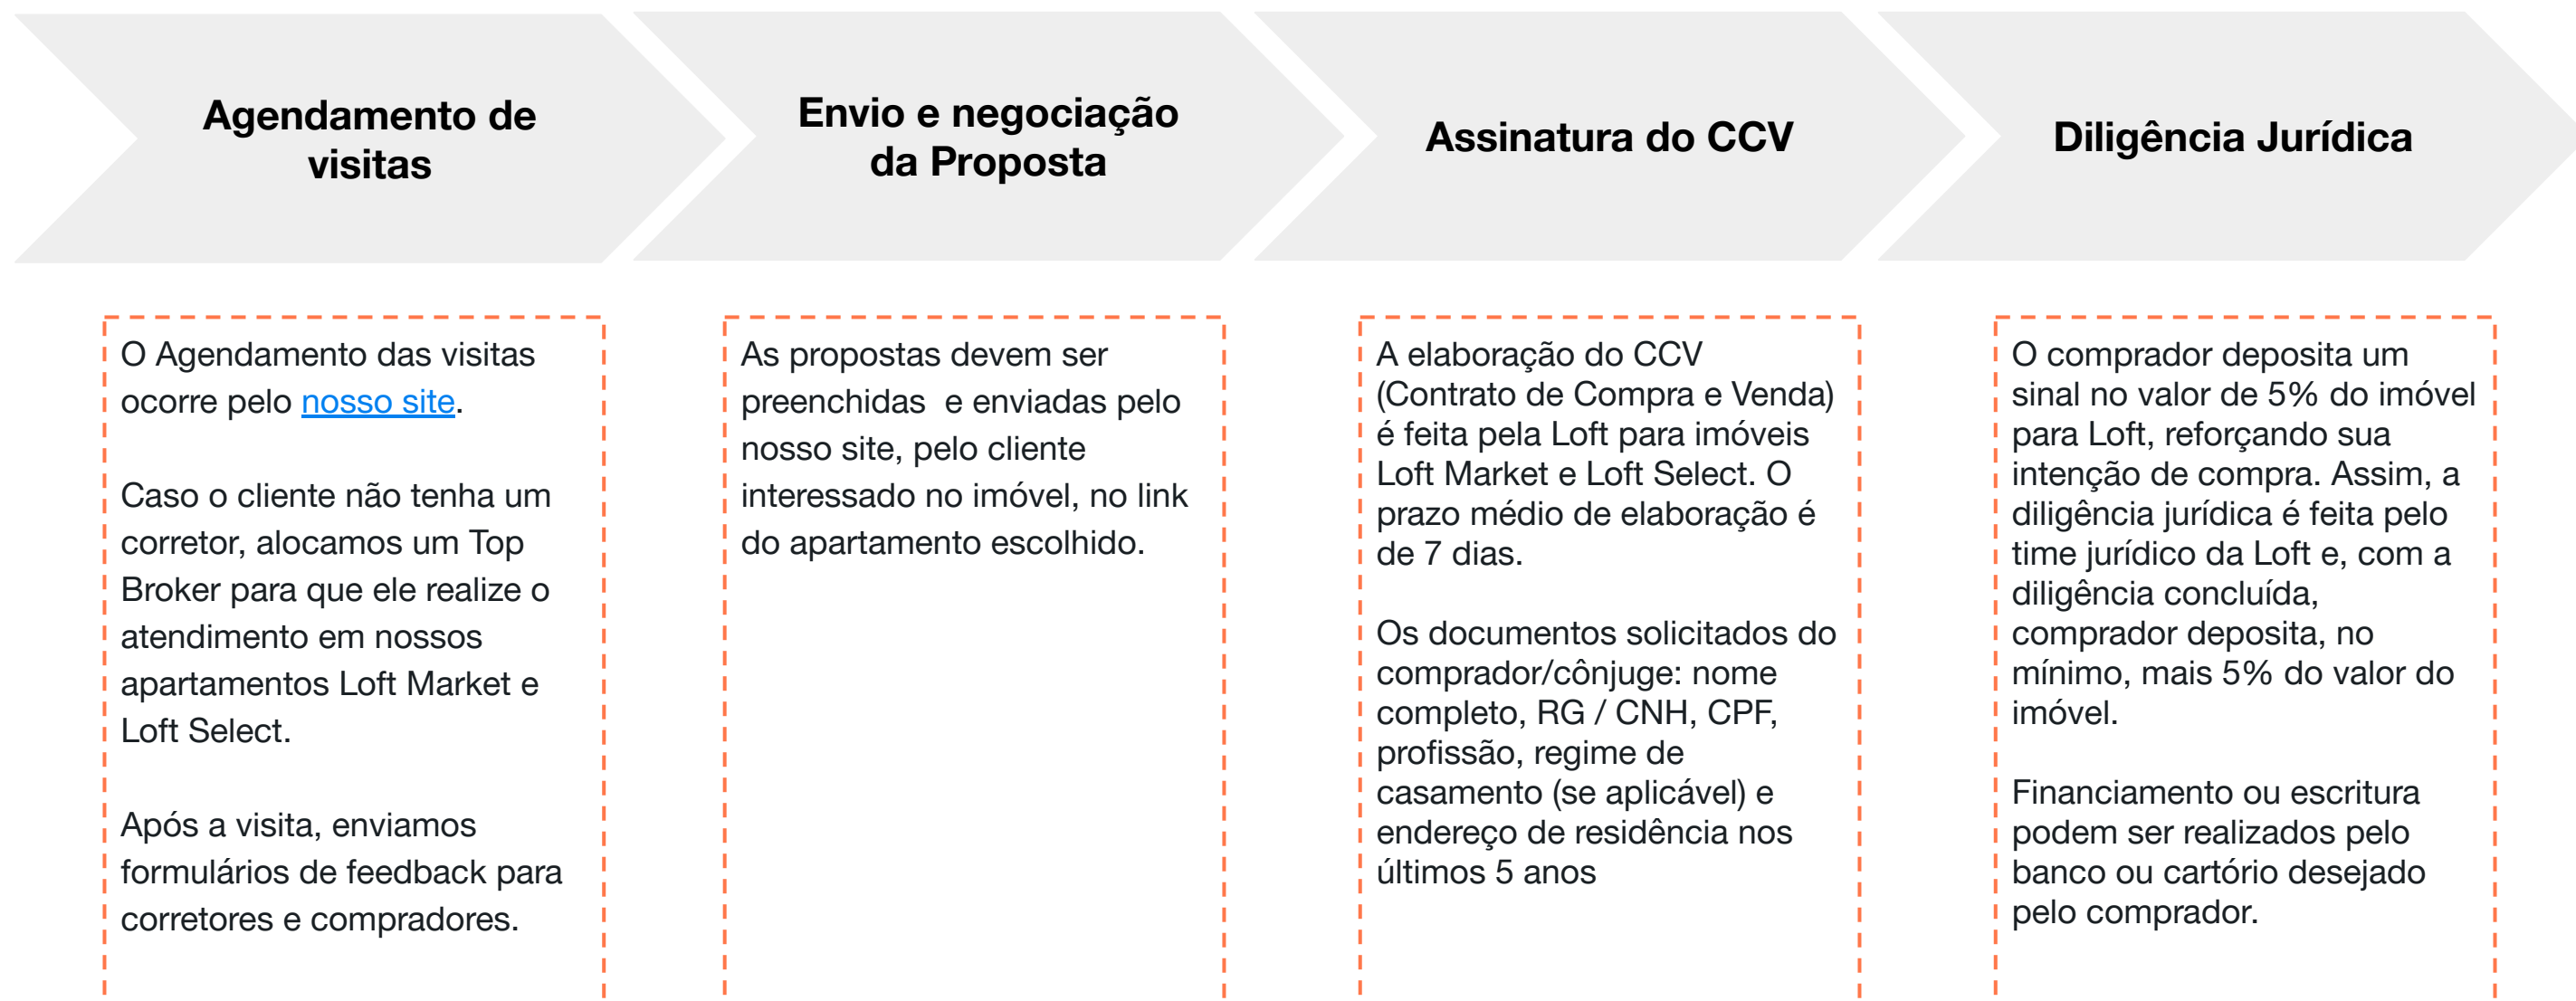 Agendamento de
visitas
Envio e negociação
da Proposta
Assinatura do CCV
Diligência Jurídica
O Agendamento das visitas
ocorre pelo nosso site.
Caso o cliente não tenha um
corretor, alocamos um Top
Broker para que ele realize o
atendimento em nossos
apartamentos Loft Market e
Loft Select.
Após a visita, enviamos
formulários de feedback para
corretores e compradores.
As propostas devem ser
preenchidas  e enviadas pelo
nosso site, pelo cliente
interessado no imóvel, no link
do apartamento escolhido.
A elaboração do CCV
(Contrato de Compra e Venda)
é feita pela Loft para imóveis
Loft Market e Loft Select. O
prazo médio de elaboração é
de 7 dias.
Os documentos solicitados do
comprador/cônjuge: nome
completo, RG / CNH, CPF,
profissão, regime de
casamento (se aplicável) e
endereço de residência nos
últimos 5 anos
O comprador deposita um
sinal no valor de 5% do imóvel
para Loft, reforçando sua
intenção de compra. Assim, a
diligência jurídica é feita pelo
time jurídico da Loft e, com a
diligência concluída,
comprador deposita, no
mínimo, mais 5% do valor do
imóvel.
Financiamento ou escritura
podem ser realizados pelo
banco ou cartório desejado
pelo comprador.